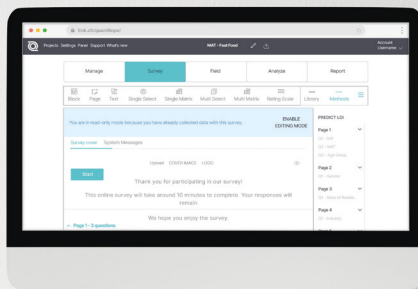 Projects Settings Panel Support What's new
MAT - Fast Food
Account
Username
Manage Survey Field Analyze Report
Block Page Text Single Select Single Matrix Multi Select Multi Matrix Rating Scale Library Methods
You are in read-only mode because you have already collected data with this survey.
ENABLE
EDITING MODE
Survey cover System Messages
Upload COVER IMAGE LOGO
Start
Thank you for participating in our survey!
This online survey will take around 10 minutes to complete. Your responses will
remain
We hope you enjoy the survey.
Page 1 - 3 questions
PREDICT LOI
Page 1
Page 2
Page 3
Page 4